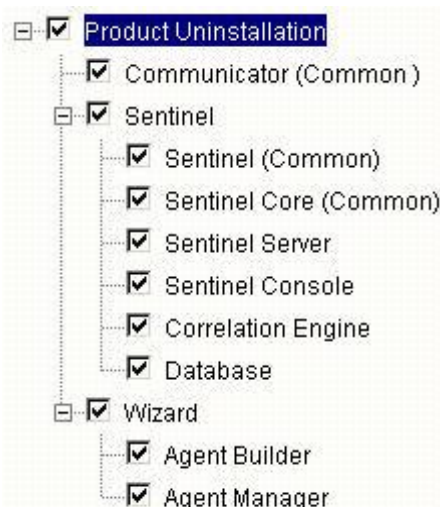 Product Uninstallation
Communicator (Common )
Sentinel
Sentinel (Common)
Sentinel Core (Common)
Sentinel Server
Sentinel Console
Correlation Engine
Database
Wizard
Agent Builder
Agent Manager